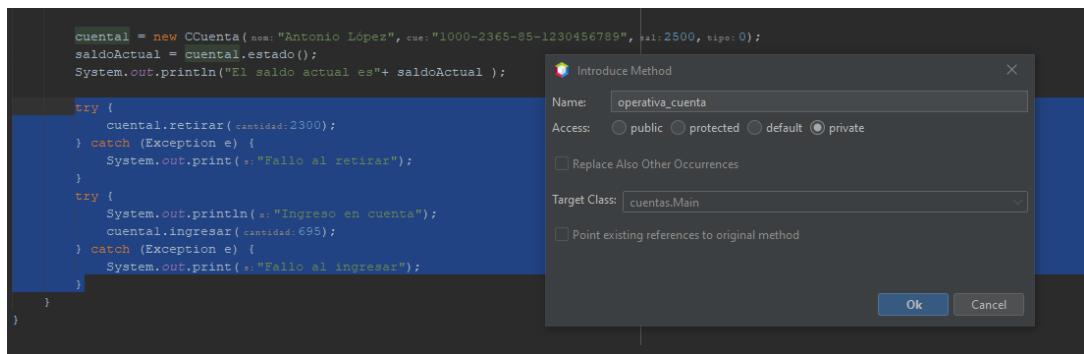 cuenta1 = new CCuenta( nom: "Antonio López", cue: "1000-2365-85-1230456789", sal: 2500, tipo: 0);
saldoActual = cuenta1.estado();
System.out.println("El saldo actual es"+ saldoActual );
try {
cuenta1.retirar( cantidad: 2300);
} catch (Exception e) {
System.out.print( s: "Fallo al retirar");
}
try {
System.out.println( x: "Ingreso en cuenta");
cuenta1.ingresar( cantidad: 695);
} catch (Exception e) {
System.out.print( s: "Fallo al ingresar");
}
}
}
Introduce Method
Name: operativa_cuenta
Access: public protected default private
Replace Also Other Occurrences
Target Class: cuentas.Main
Point existing references to original method
Ok Cancel